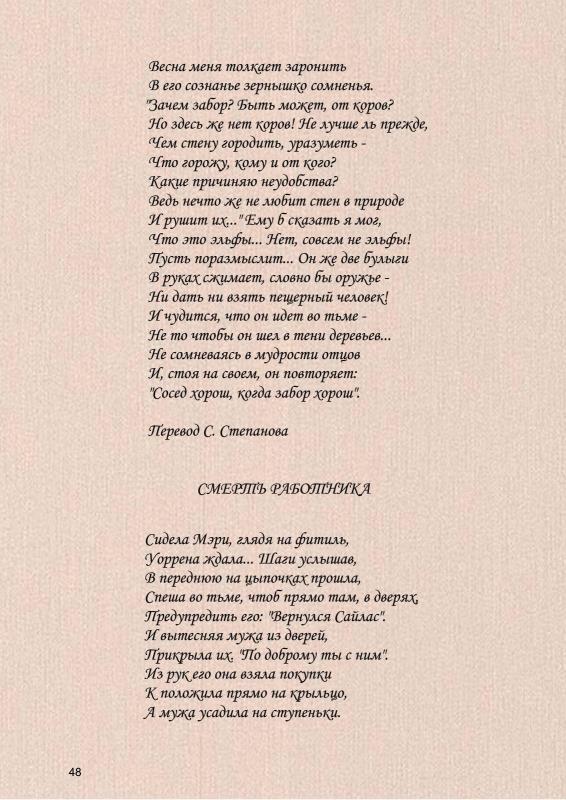 Весна меня толкает заронить
В его сознанье зернышко сомненья.
"Зачем забор? Быть может, от коров?
Но здесь же нет коров! Не лучше ль прежде,
Чем стену городить, уразуметь -
Что горожу, кому и от кого?
Какие причиняю неудобства?
Ведь нечто же не любит стен в природе
И рушит их..." Ему б сказать я мог,
Что это эльфы... Нет, совсем не эльфы!
Пусть поразмыслит... Он же две булыги
В руках сжимает, словно бы оружье -
Ни дать ни взять пещерный человек!
И чудится, что он идет во тьме -
Не то чтобы он шел в тени деревьев...
Не сомневаясь в мудрости отцов
И, стоя на своем, он повторяет:
"Сосед хорош, когда забор хорош".
Перевод С. Степанова
СМЕРТЬ РАБОТНИКА
Сидела Мэри, глядя на фитиль,
Уоррена ждала... Шаги услышав,
В переднюю на цыпочках прошла,
Спеша во тьме, чтоб прямо там, в дверях,
Предупредить его: "Вернулся Сайлас".
И вытесняя мужа из дверей,
Прикрыла их. "По доброму ты с ним".
Из рук его она взяла покупки
К положила прямо на крыльцо,
А мужа усадила на ступеньки.
48